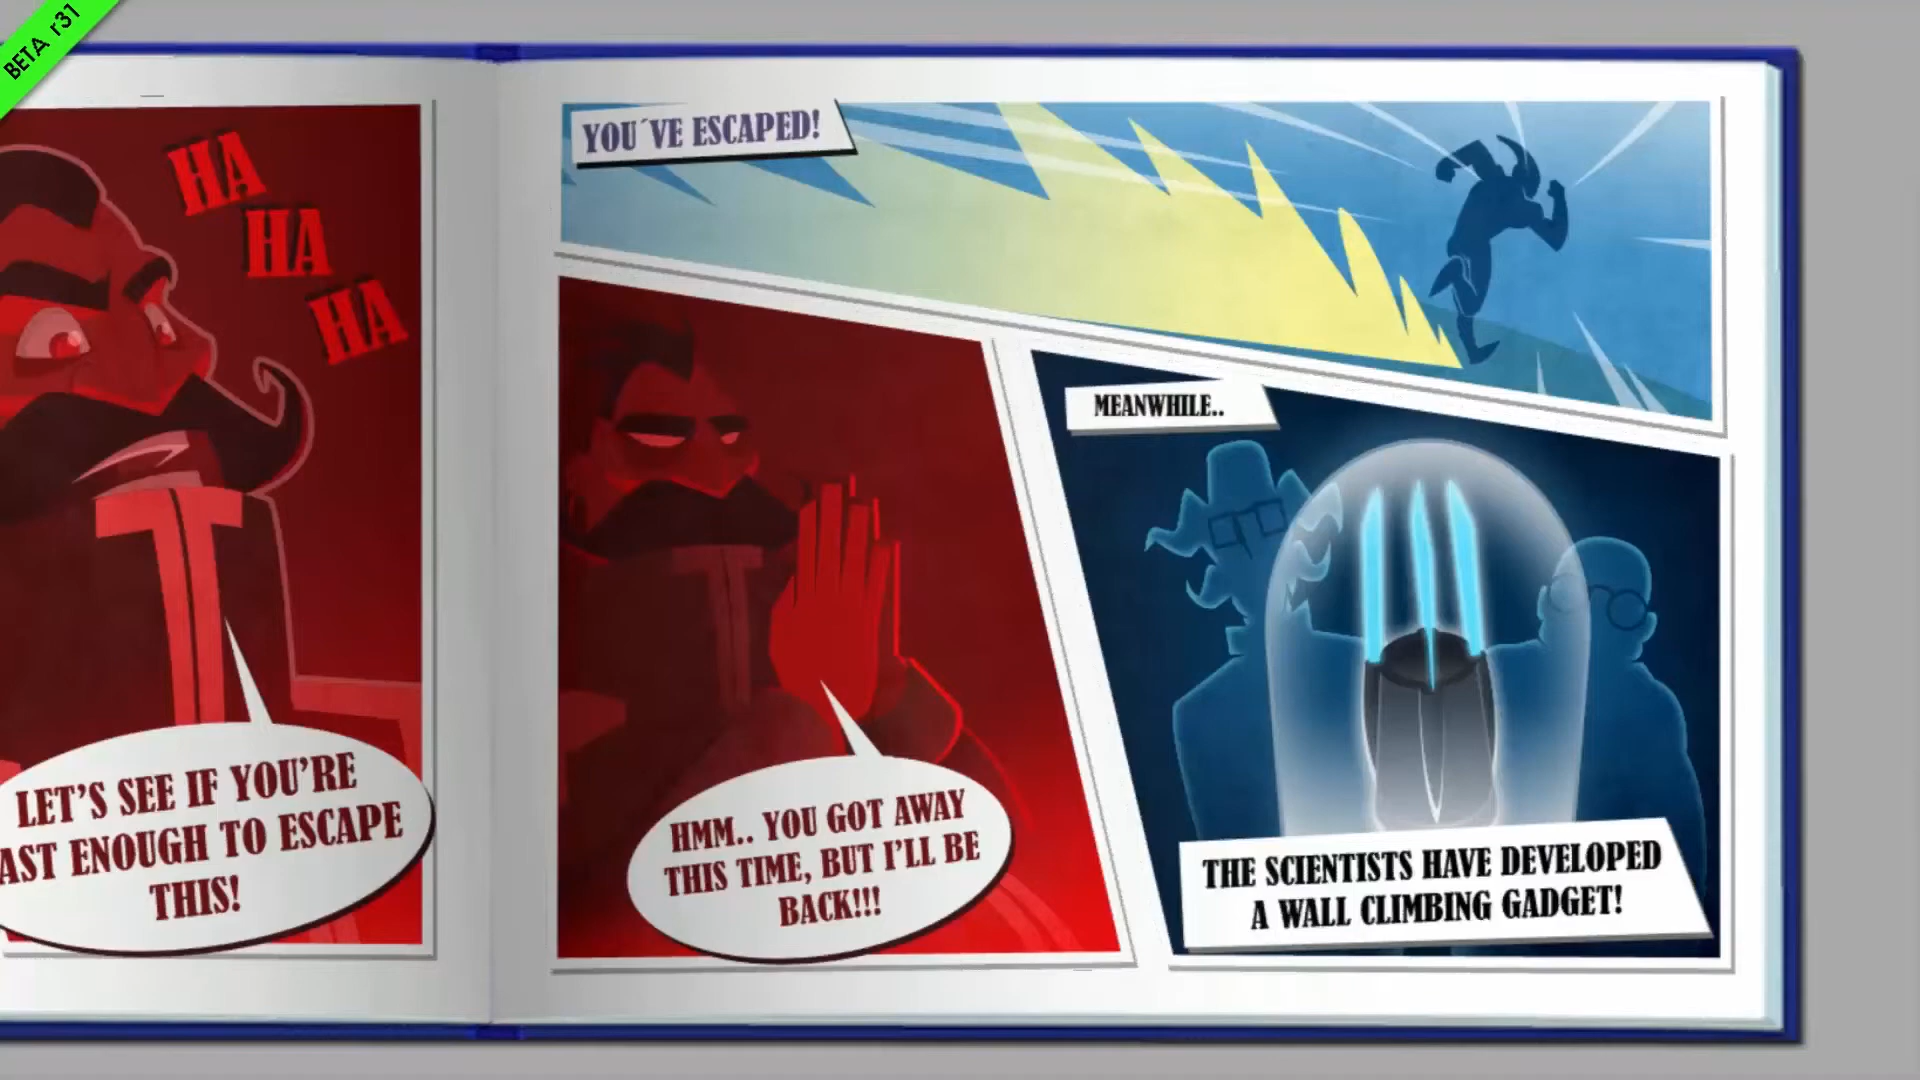 BETA r31
HA
HA
HA
LET'S SEE IF YOU'RE
AST ENOUGH TO ESCAPE
THIS!
YOU´VE ESCAPED!
HMM.. YOU GOT AWAY
THIS TIME, BUT I'LL BE
BACK!!!
MEANWHILE..
THE SCIENTISTS HAVE DEVELOPED
A WALL CLIMBING GADGET!